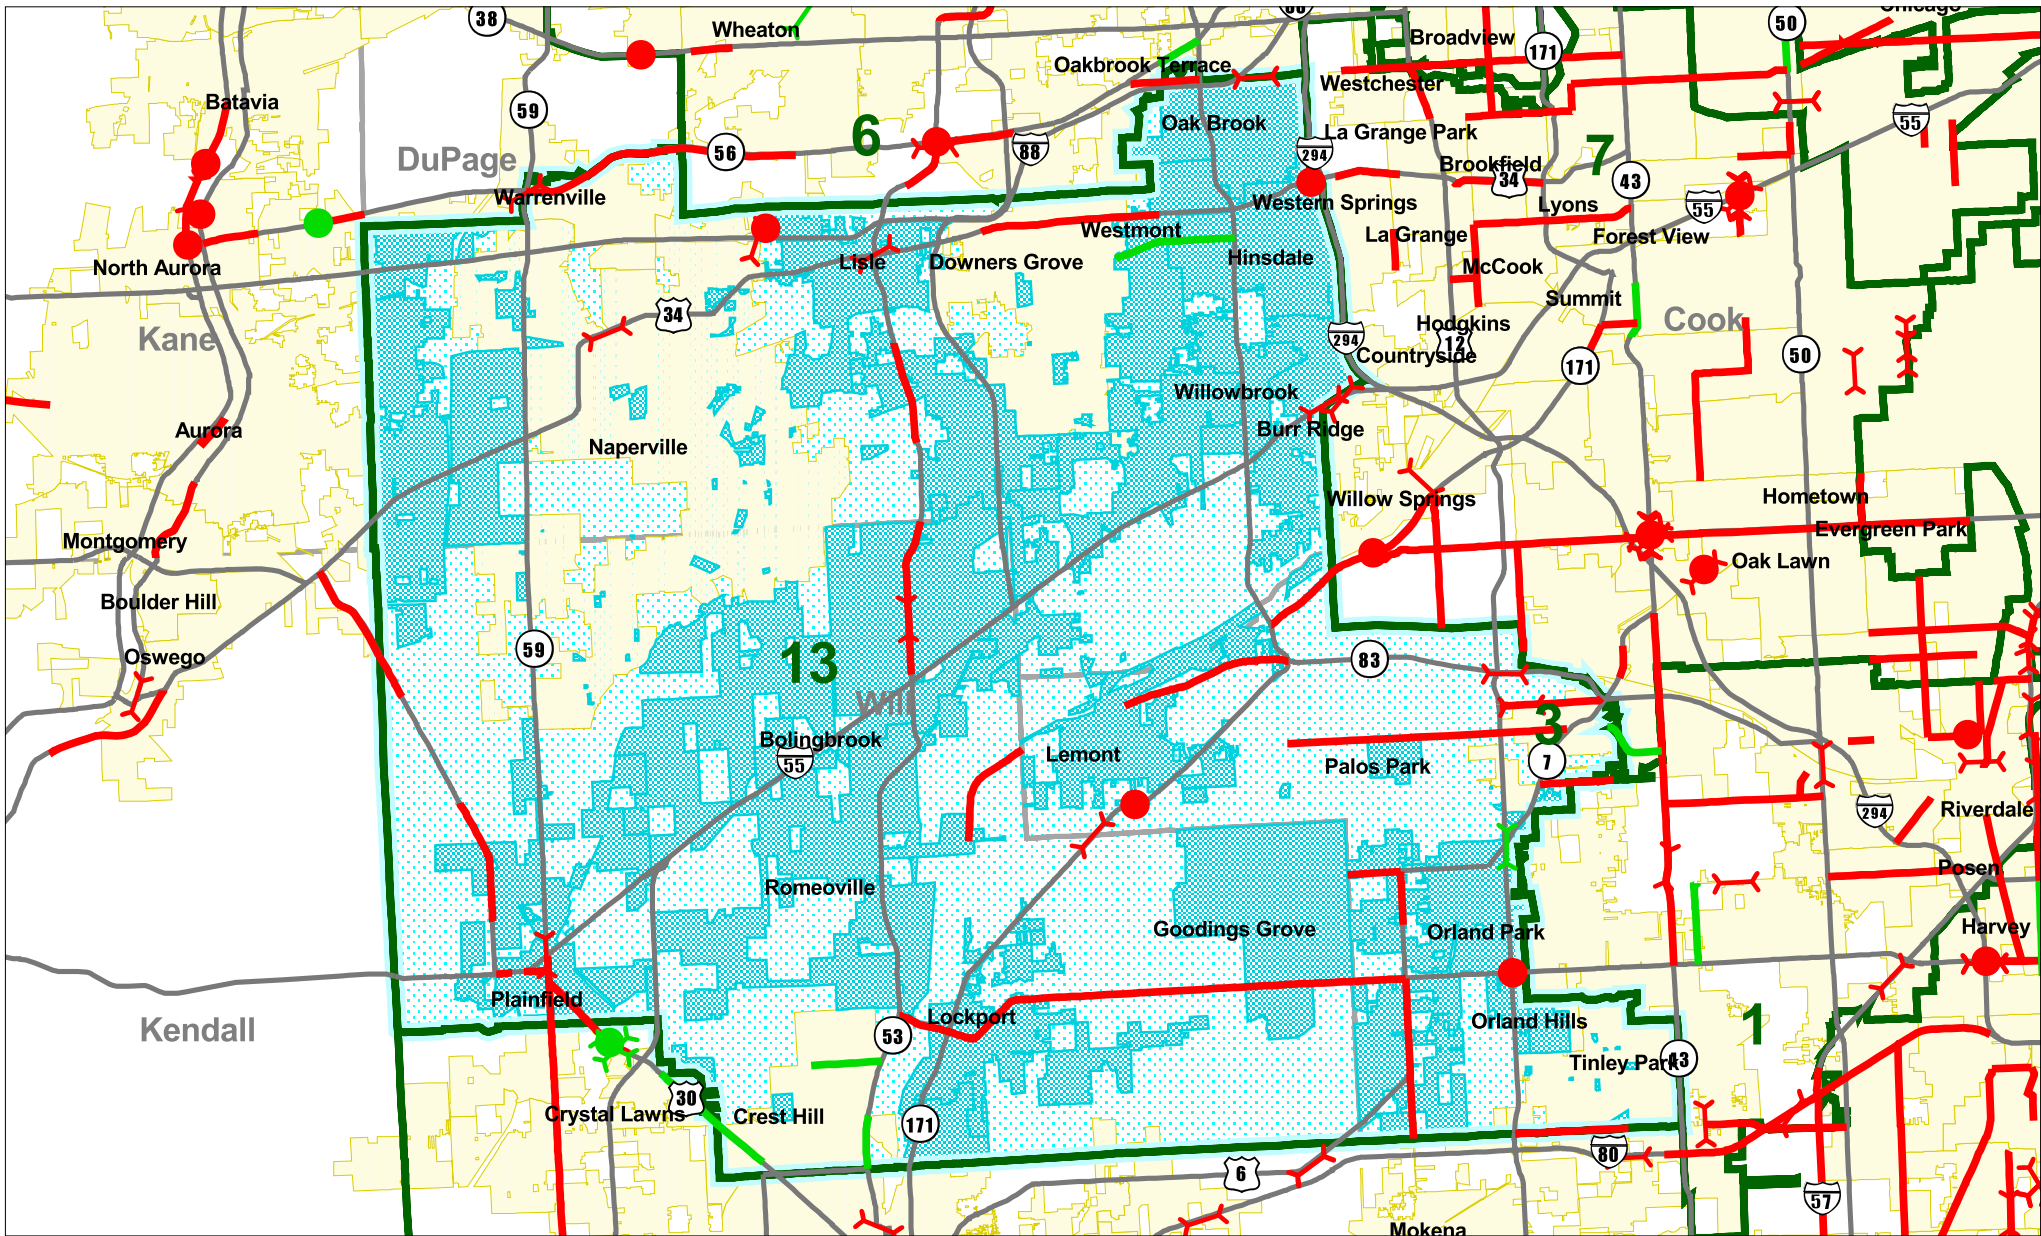 38
Wheaton
Broadview
171
50
Chicago
Oakbrook Terrace
Westchester
Batavia
59
Oak Brook
La Grange Park
55
DuPage
56
6
88
294
Brookfield
7
34
43
Warrenville
Western Springs
Lyons
55
Westmont
La Grange
Forest View
North Aurora
Lisle
Downers Grove
Hinsdale
McCook
Summit
34
Kane
Hodgkins
Cook
294
12
Countryside
171
50
Willowbrook
Aurora
Burr Ridge
Naperville
Willow Springs
Hometown
Evergreen Park
Montgomery
Oak Lawn
Boulder Hill
59
Oswego
13
83
Will
3
Bolingbrook
55
Lemont
Palos Park
7
294
Riverdale
Posen
Romeoville
Goodings Grove
Orland Park
Harvey
Plainfield
Lockport
Orland Hills
Kendall
53
1
Tinley Park
43
30
Crystal Lawns
Crest Hill
171
80
6
57
Mokena